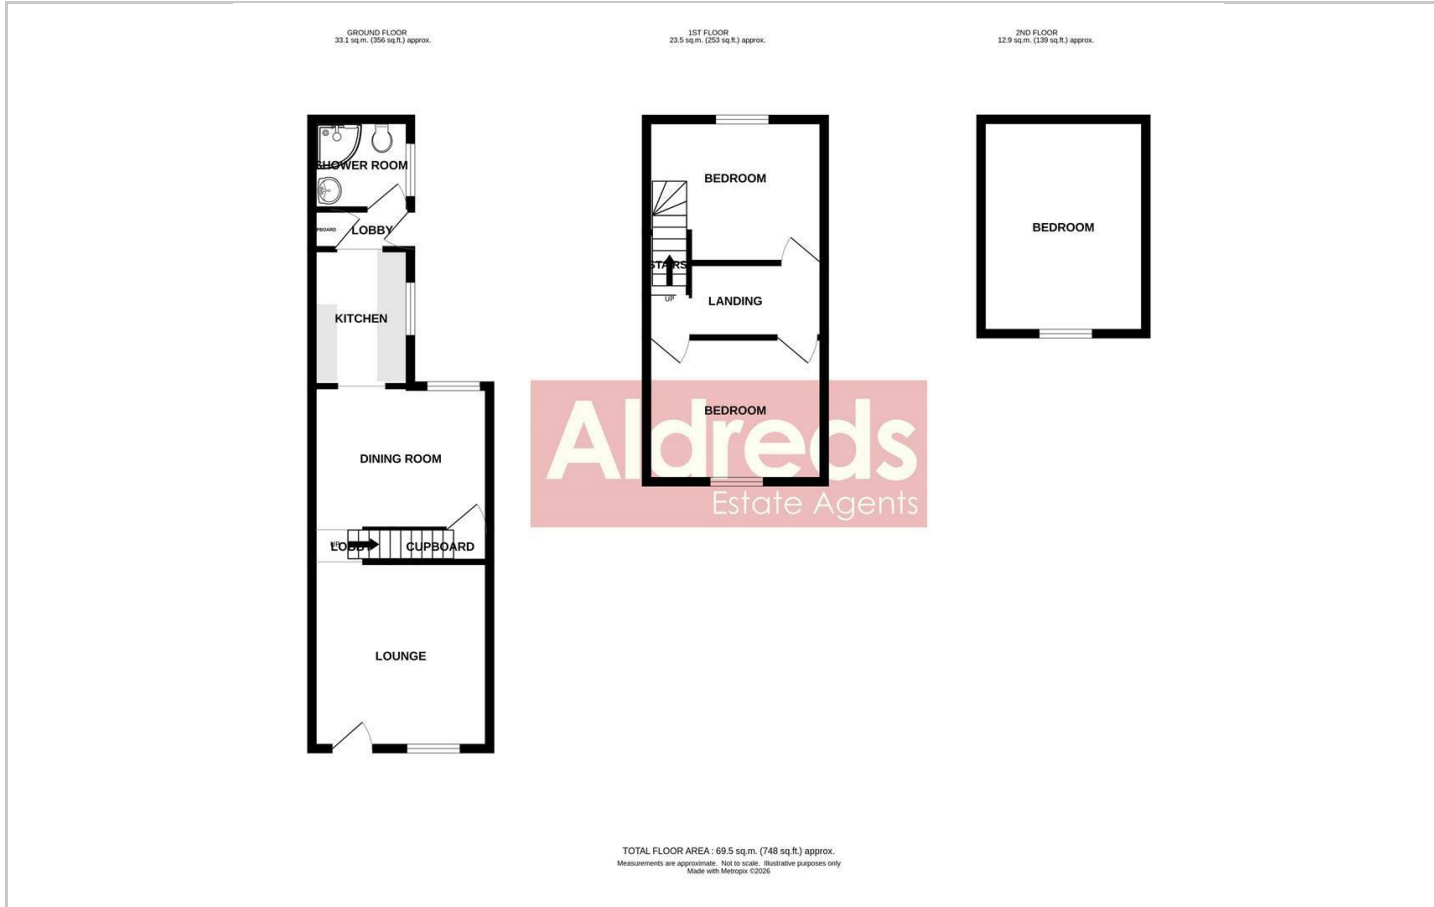 GROUND FLOOR
33.1 sq.m. (356 sq.ft.) approx.
1ST FLOOR
23.5 sq.m. (253 sq.ft.) approx.
2ND FLOOR
12.9 sq.m. (139 sq.ft.) approx.
SHOWER ROOM
PBOARD
LOBBY
KITCHEN
DINING ROOM
UP
LOBBY
CUPBOARD
LOUNGE
BEDROOM
STAIRS
UP
LANDING
BEDROOM
BEDROOM
Aldreds
Estate Agents
TOTAL FLOOR AREA : 69.5 sq.m. (748 sq.ft.) approx.
Measurements are approximate. Not to scale. Illustrative purposes only
Made with Metropix ©2026